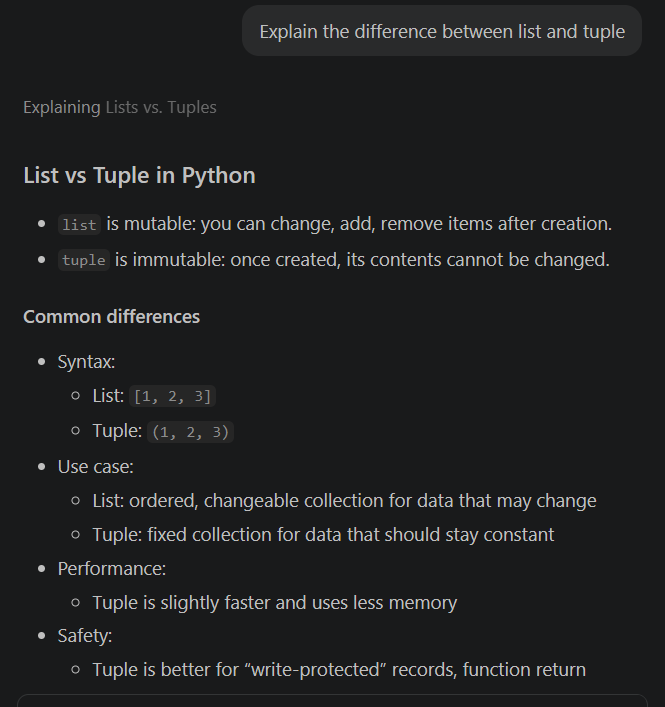 Explain the difference between list and tuple
Explaining Lists vs. Tuples
List vs Tuple in Python
list is mutable: you can change, add, remove items after creation.
tuple is immutable: once created, its contents cannot be changed.
Common differences
Syntax:
List: [1, 2, 3]
Tuple: (1, 2, 3)
Use case:
List: ordered, changeable collection for data that may change
Tuple: fixed collection for data that should stay constant
Performance:
Tuple is slightly faster and uses less memory
Safety:
Tuple is better for “write-protected” records, function return